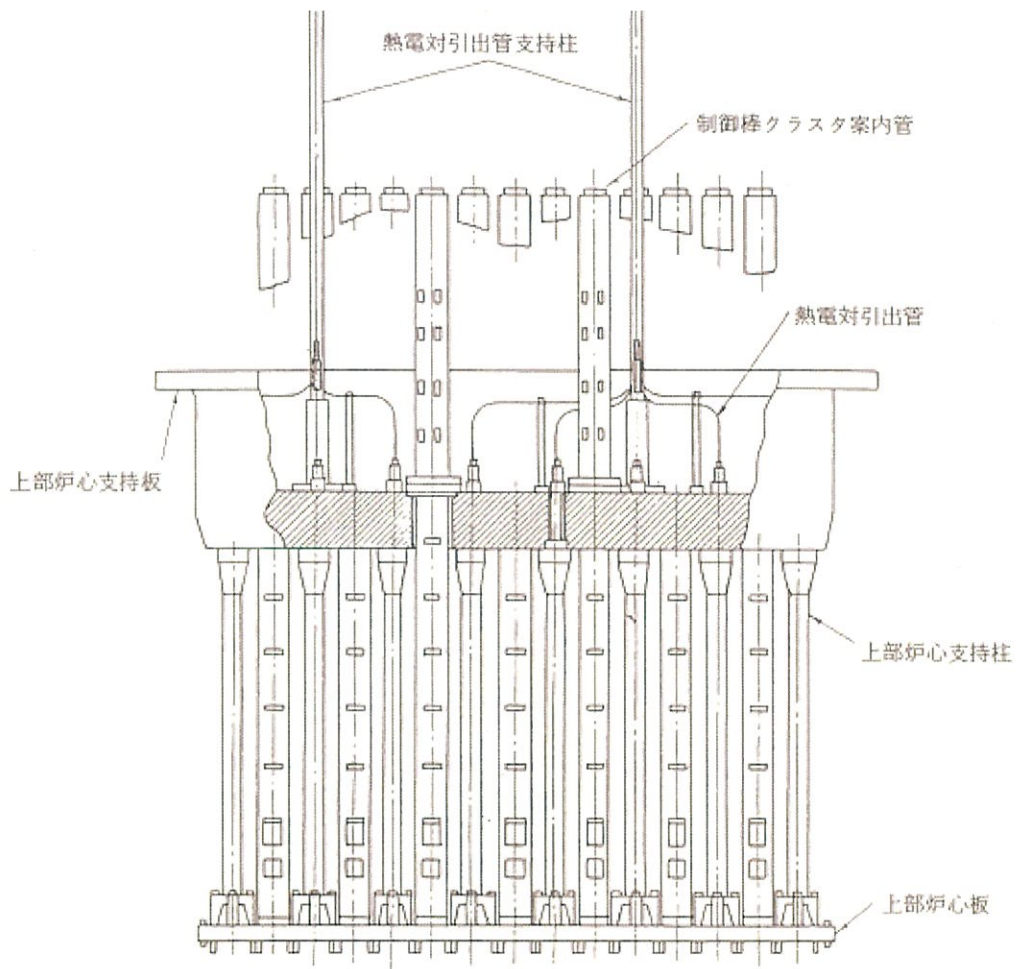 熱電対引出管支持柱
制御棒クラスタ案内管
熱電対引出管
上部炉心支持板
上部炉心支持柱
上部炉心板